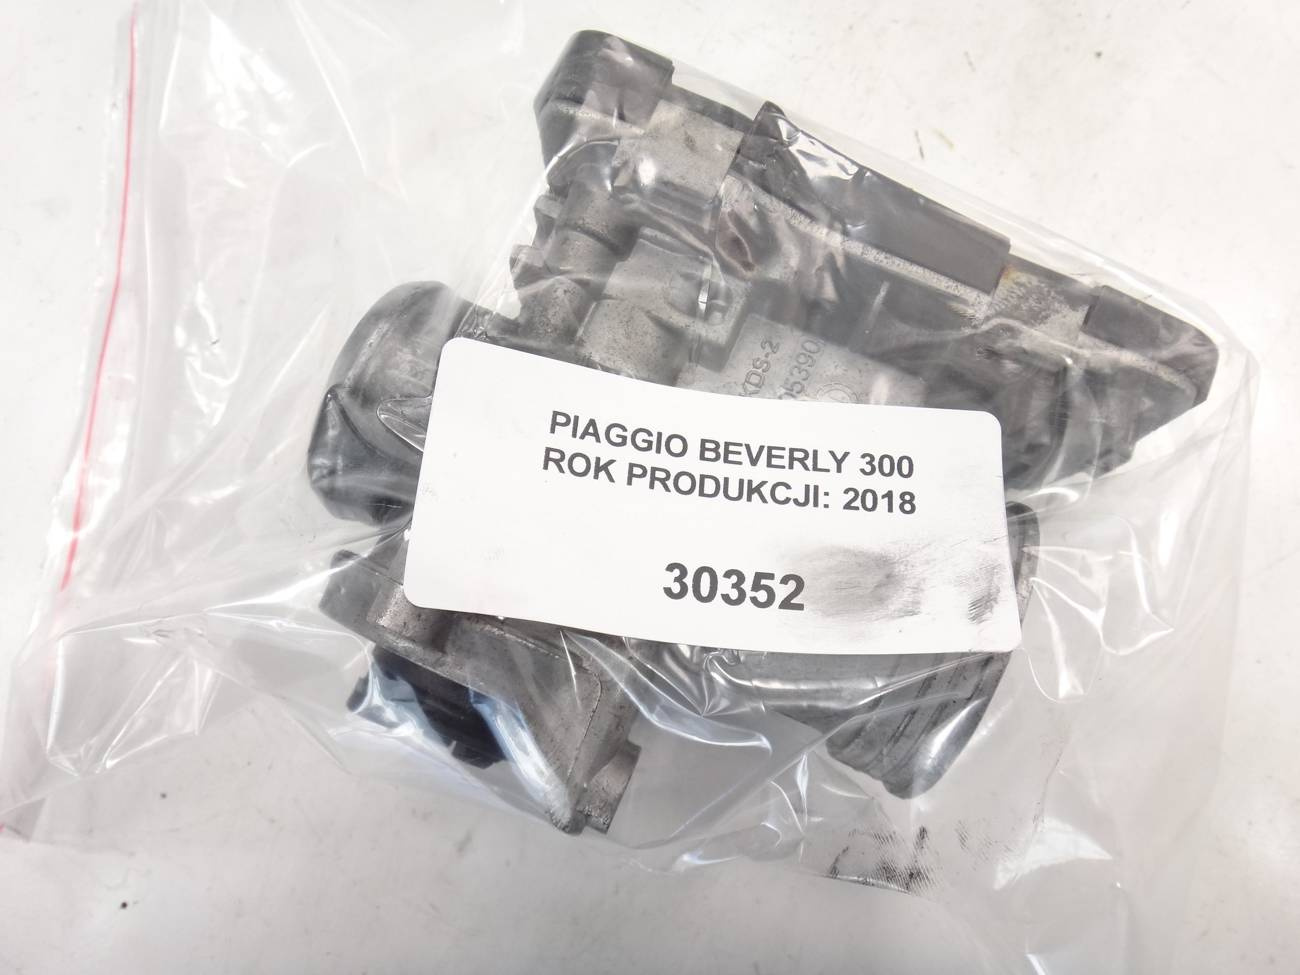 PIAGGIO BEVERLY 300
ROK PRODUKCJI: 2018
30352